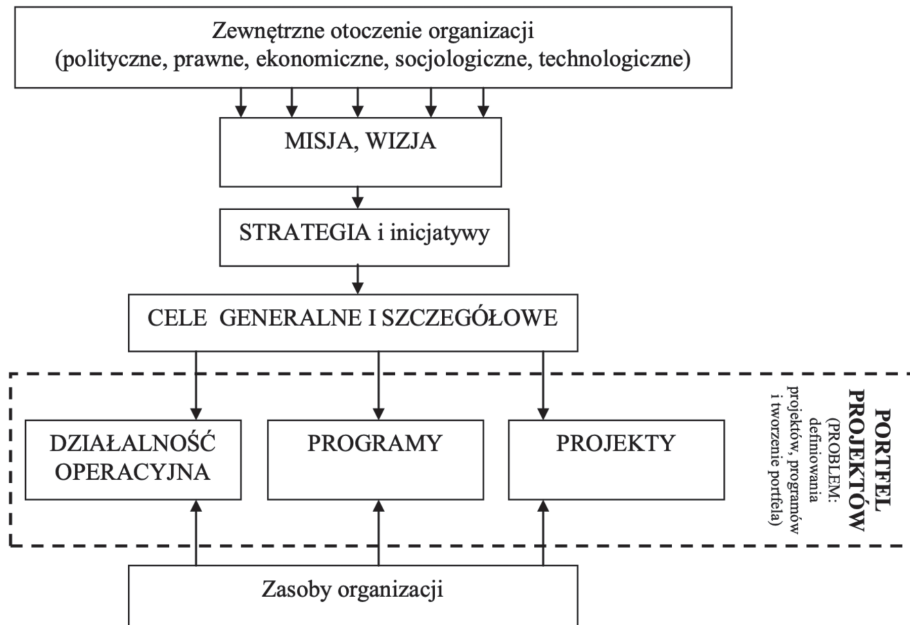 Zewnętrzne otoczenie organizacji
(polityczne, prawne, ekonomiczne, socjologiczne, technologiczne)
MISJA, WIZJA
STRATEGIA i inicjatywy
CELE GENERALNE I SZCZEGÓŁOWE
DZIAŁALNOŚĆ
OPERACYJNA
PROGRAMY
PROJEKTY
PORTFEL
PROJEKTÓW
(PROBLEM:
definiowania
projektów, programów
i tworzenie portfela)
Zasoby organizacji